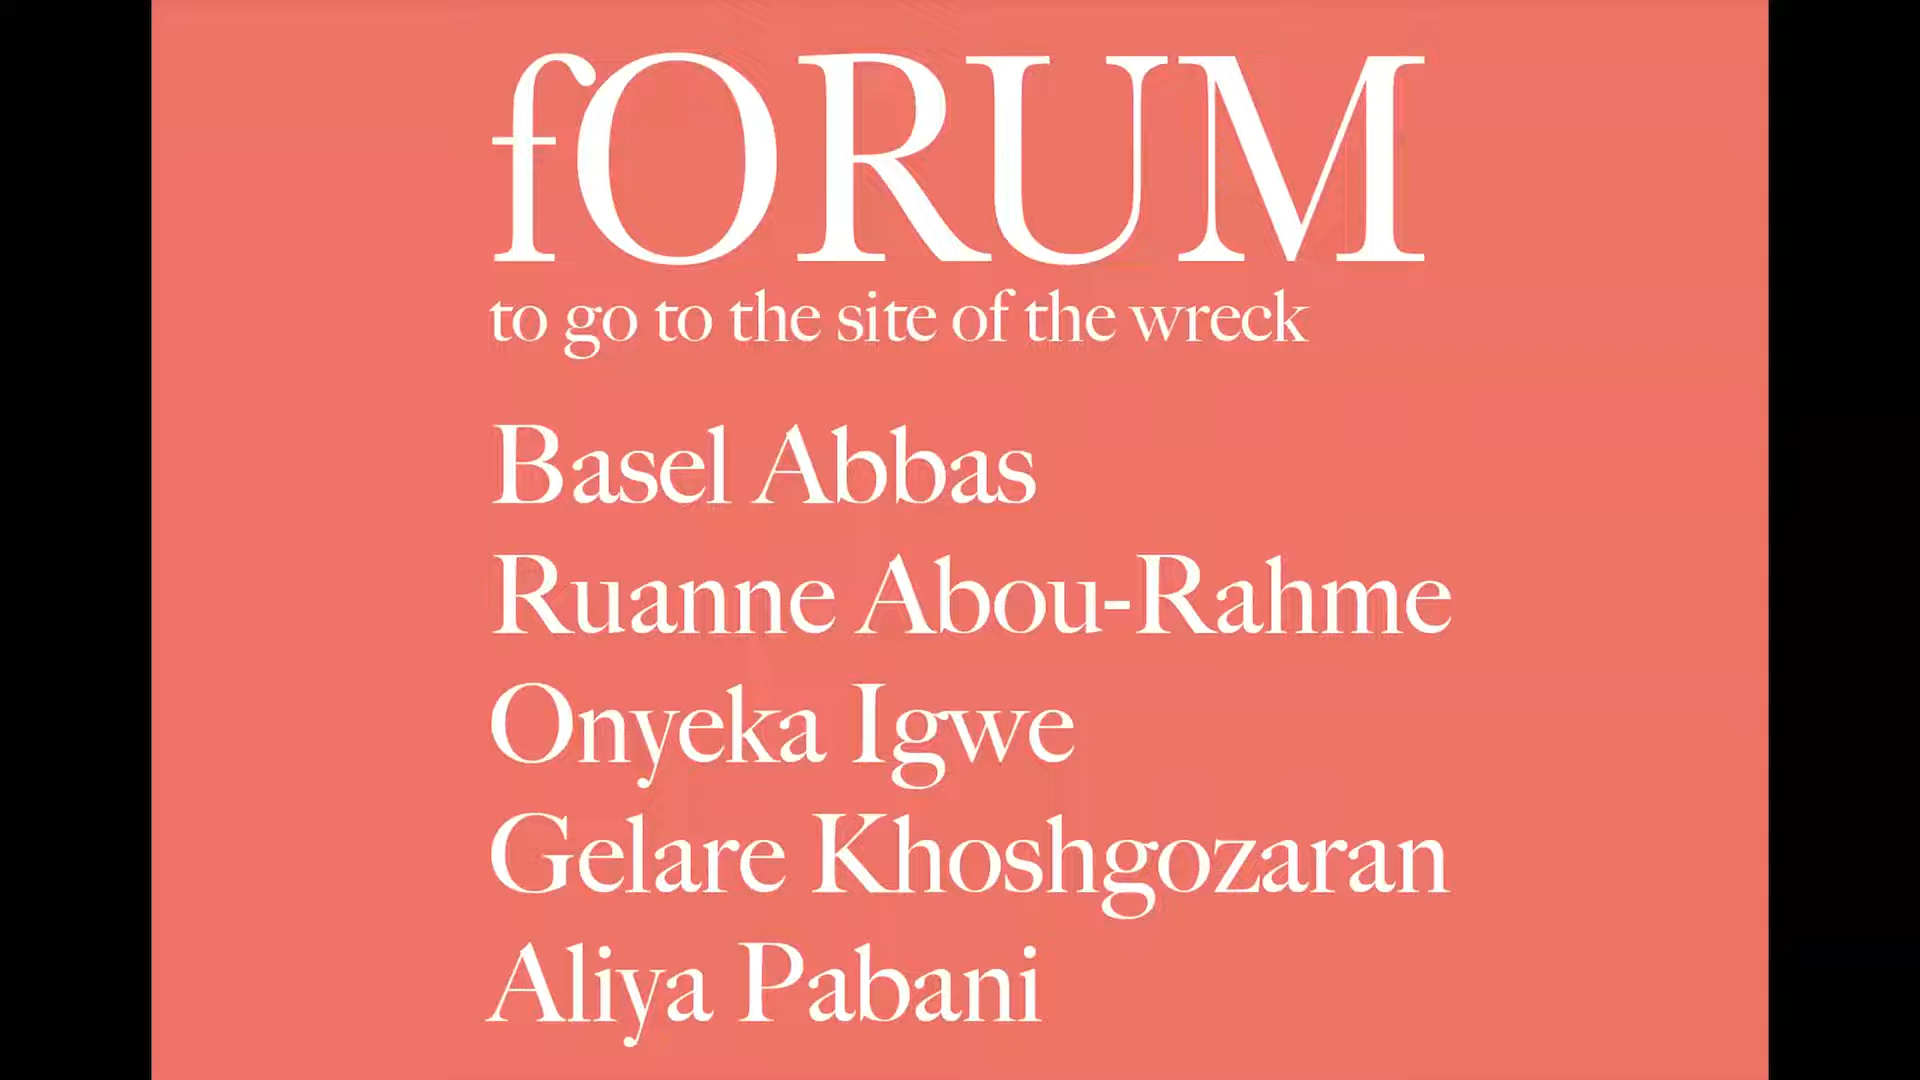 fORUM
to go to the site of the wreck
Basel Abbas
Ruanne Abou-Rahme
Onyeka Igwe
Gelare Khoshgozaran
Aliya Pabani